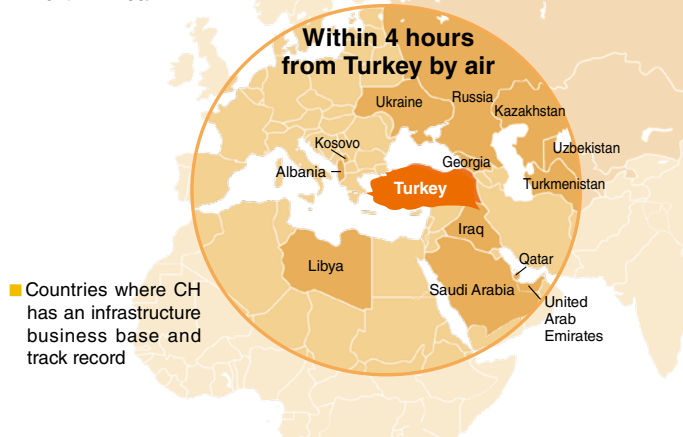 Within 4 hours
from Turkey by air
Ukraine
Russia
Kazakhstan
Kosovo
Uzbekistan
Georgia
Albania
Turkey
Turkmenistan
Iraq
Qatar
Libya
Saudi Arabia
United
Arab
Emirates
Countries where CH
has an infrastructure
business base and
track record